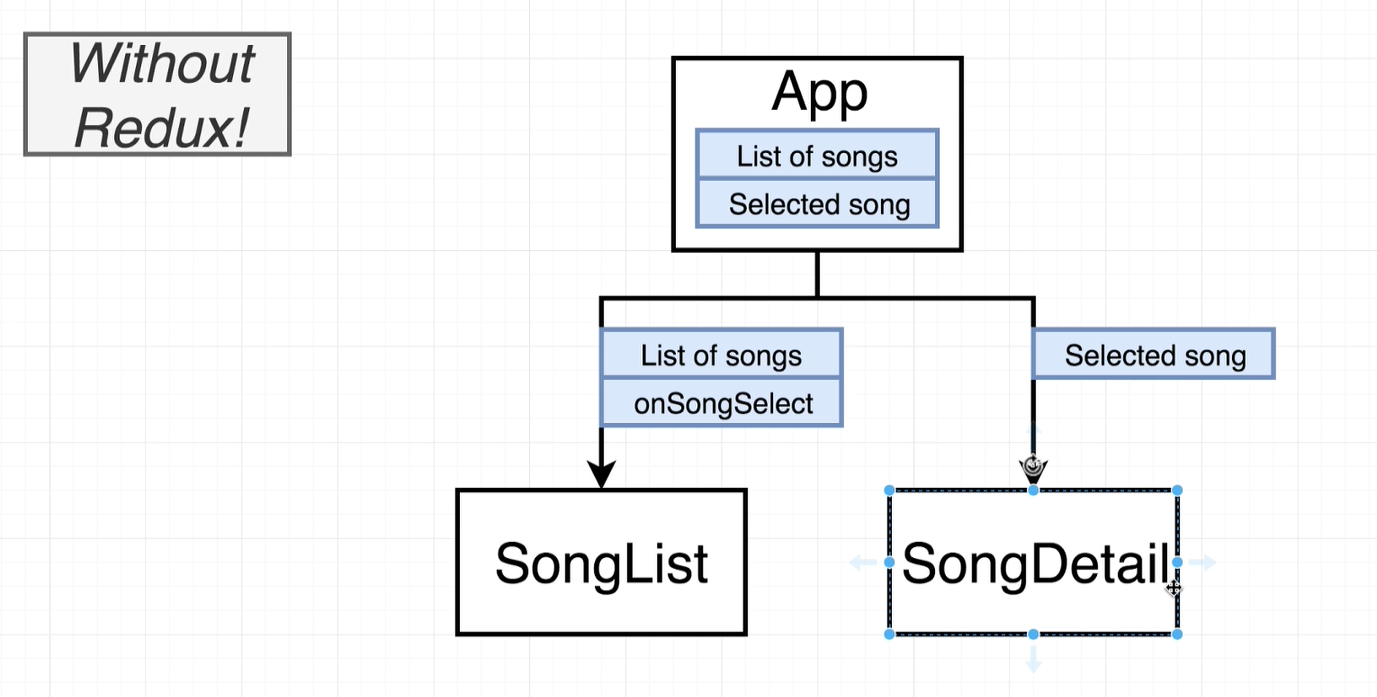 Without
Redux!
App
List of songs
Selected song
List of songs
onSongSelect
Selected song
SongList
SongDetail